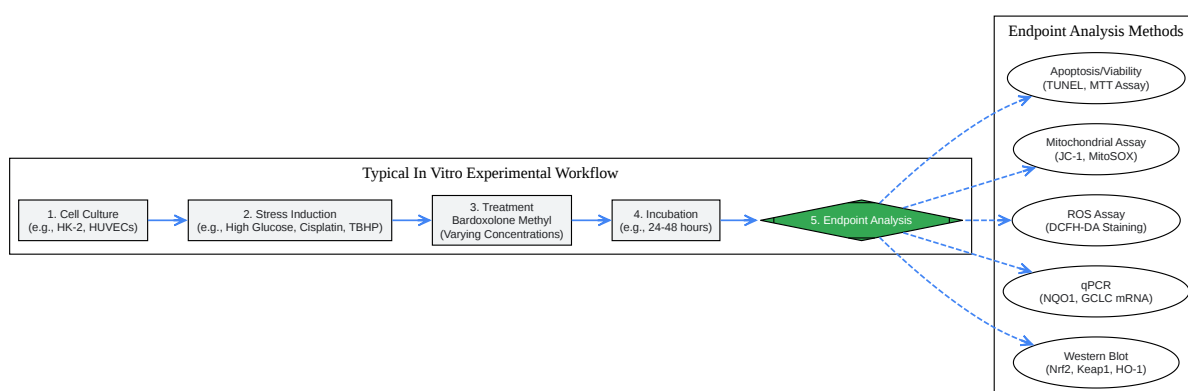 Typical In Vitro Experimental Workflow
1. Cell Culture
(e.g., HK-2, HUVECs)
2. Stress Induction
(e.g., High Glucose, Cisplatin, TBHP)
3. Treatment
Bardoxolone Methyl
(Varying Concentrations)
4. Incubation
(e.g., 24-48 hours)
5. Endpoint Analysis
Endpoint Analysis Methods
Apoptosis/Viability
(TUNEL, MTT Assay)
Mitochondrial Assay
(JC-1, MitoSOX)
ROS Assay
(DCFH-DA Staining)
qPCR
(NQO1, GCLC mRNA)
Western Blot
(Nrf2, Keap1, HO-1)